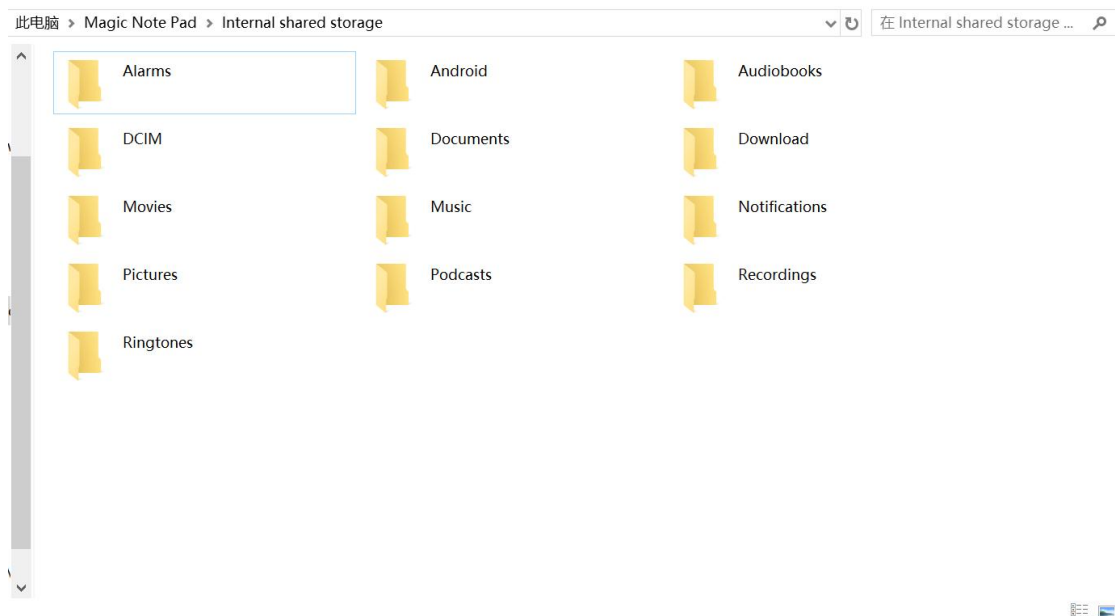 此电脑 > Magic Note Pad > Internal shared storage 在 Internal shared storage ...
Alarms Android Audiobooks
DCIM Documents Download
Movies Music Notifications
Pictures Podcasts Recordings
Ringtones